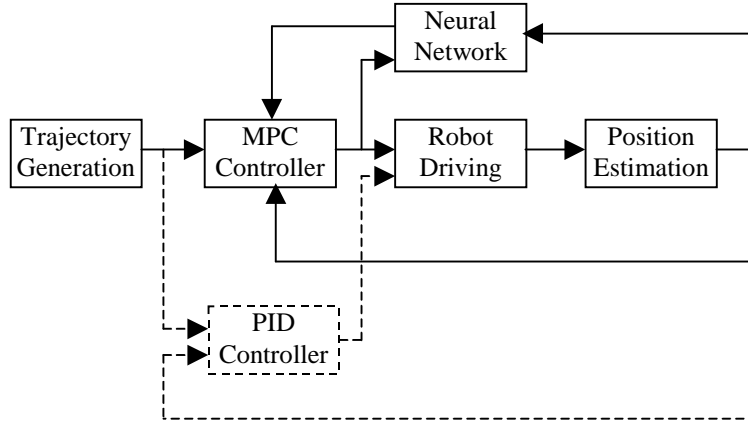 Neural
Network
Trajectory
Generation
MPC
Controller
Robot
Driving
Position
Estimation
PID
Controller